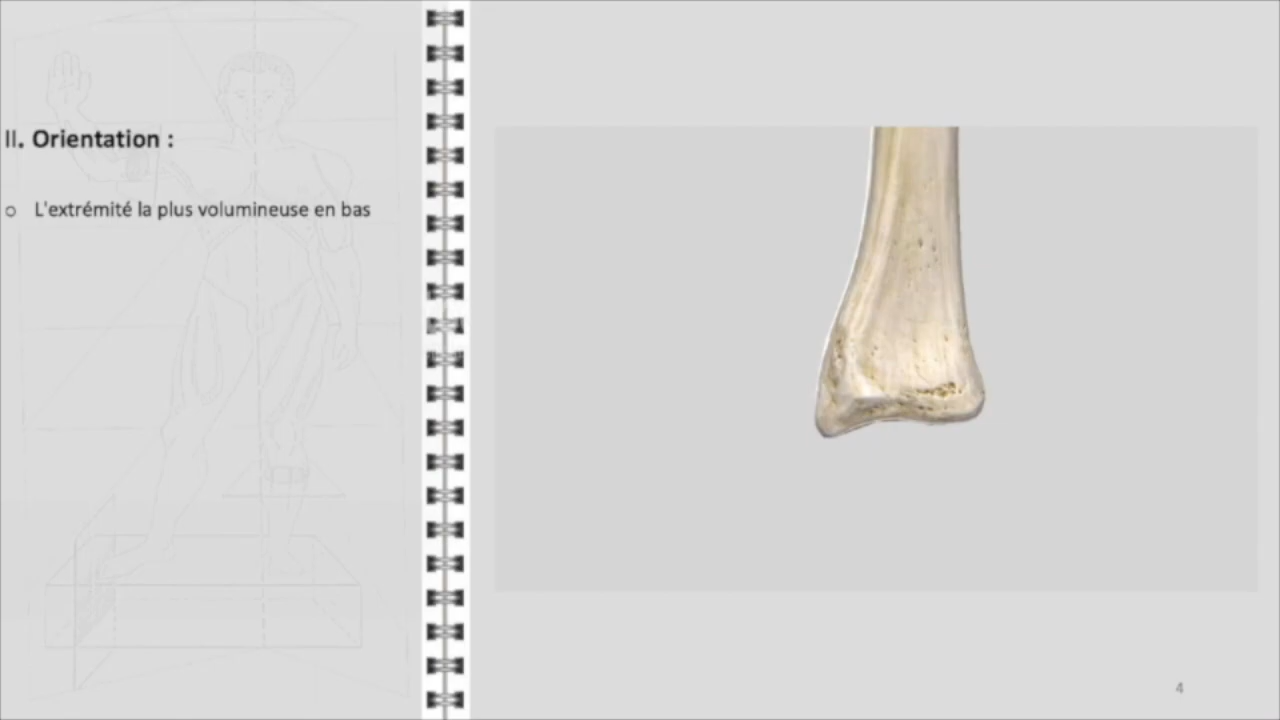 II. Orientation :
o L'extrémité la plus volumineuse en bas
4